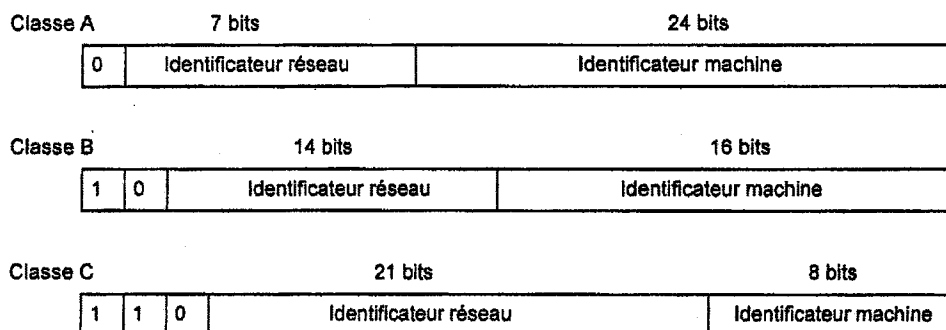 Classe A 7 bits 24 bits
0 Identificateur réseau Identificateur machine
Classe B 14 bits 16 bits
1 0 Identificateur réseau Identificateur machine
Classe C 21 bits 8 bits
1 1 0 Identificateur réseau Identificateur machine